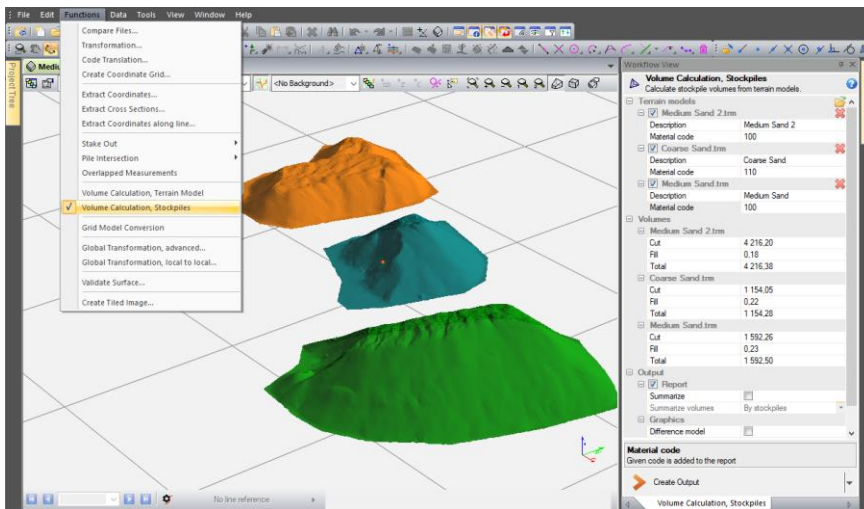 File Edit Functions Data Tools View Window Help
Compare Files...
Transformation...
Code Translation...
Create Coordinate Grid...
Extract Coordinates...
Extract Cross Sections...
Extract Coordinates along line...
Stake Out
Pile Intersection
Overlapped Measurements
Volume Calculation, Terrain Model
Volume Calculation, Stockpiles
Grid Model Conversion
Global Transformation, advanced...
Global Transformation, local to local...
Validate Surface...
Create Tiled Image...
Project Tree
Mediu
<No Background>
No line reference
Workflow View
Volume Calculation, Stockpiles
Calculate stockpile volumes from terrain models.
Terrain models
Medium Sand 2.trm
Description Medium Sand 2
Material code 100
Coarse Sand.trm
Description Coarse Sand
Material code 110
Medium Sand.trm
Description Medium Sand
Material code 100
Volumes
Medium Sand 2.trm
Cut 4 216,20
Fill 0,18
Total 4 216,38
Coarse Sand.trm
Cut 1 154,05
Fill 0,22
Total 1 154,28
Medium Sand.trm
Cut 1 592,26
Fill 0,23
Total 1 592,50
Output
Report
Summarize
Summarize volumes By stockpiles
Graphics
Difference model
Material code
Given code is added to the report
Create Output
Volume Calculation, Stockpiles